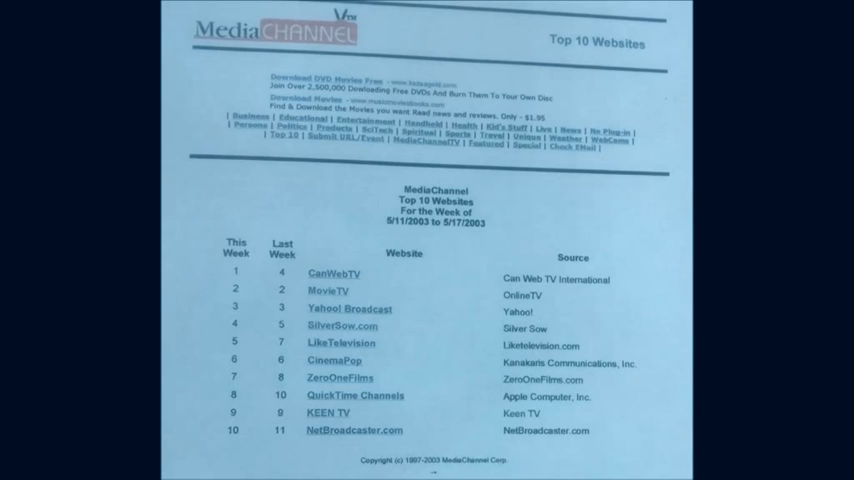 MediaCHANNEL
Top 10 Websites
Download DVD Movies Free - www.
Join Over 2,500,000 Dowloading Free DVDs And Burn Them To Your Own Disc
Download Movies -
Find & Download the Movies you want Read news and reviews. Only - $1.95
| Business | Educational | Entertainment | Handheld | Health | Kid's Stuff | Live | News | No Plug-in |
| Persona | Politics | Products | SciTech | Spiritual | Sports | Travel | Unique | Weather | WebCams |
| Top 10 | Submit URL/Event | MediaChannelTV | Featured | Special | Check EMail |
MediaChannel
Top 10 Websites
For the Week of
5/11/2003 to 5/17/2003
This Week Last Week Website Source
1 4 CanWebTV Can Web TV International
2 2 MovieTV OnlineTV
3 3 Yahoo! Broadcast Yahoo!
4 5 SilverSow.com Silver Sow
5 7 LikeTelevision Liketelevision.com
6 6 CinemaPop Kanakaris Communications, Inc.
7 8 ZeroOneFilms ZeroOneFilms.com
8 10 QuickTime Channels Apple Computer, Inc.
9 9 KEEN TV Keen TV
10 11 NetBroadcaster.com NetBroadcaster.com
Copyright (c) 1997-2003 MediaChannel Corp.